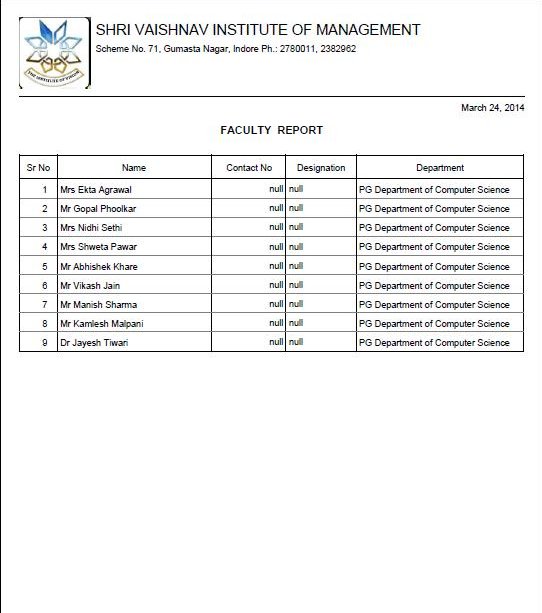 SHRI VAISHNAV INSTITUTE OF MANAGEMENT
Scheme No. 71, Gumasta Nagar, Indore Ph.: 2780011, 2382962
March 24, 2014
FACULTY REPORT
Sr No Name Contact No Designation Department
1 Mrs Ekta Agrawal null null PG Department of Computer Science
2 Mr Gopal Phoolkar null null PG Department of Computer Science
3 Mrs Nidhi Sethi null null PG Department of Computer Science
4 Mrs Shweta Pawar null null PG Department of Computer Science
5 Mr Abhishek Khare null null PG Department of Computer Science
6 Mr Vikash Jain null null PG Department of Computer Science
7 Mr Manish Sharma null null PG Department of Computer Science
8 Mr Kamlesh Malpani null null PG Department of Computer Science
9 Dr Jayesh Tiwari null null PG Department of Computer Science